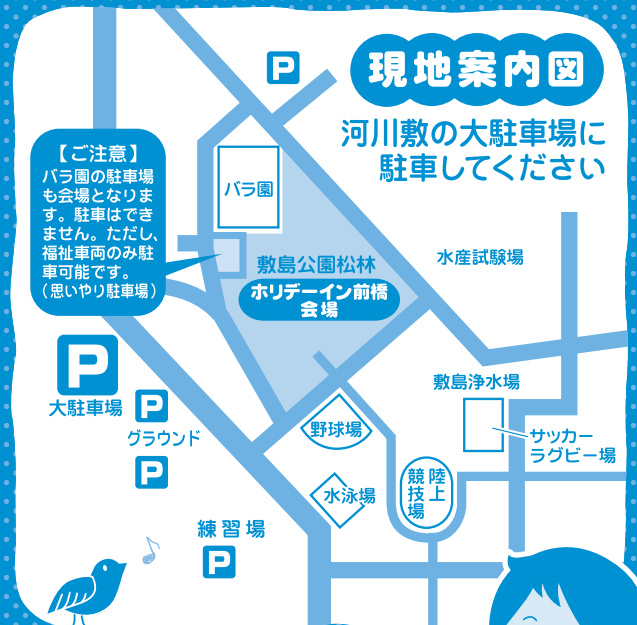 現地案内図
河川敷の大駐車場に
駐車してください
P
【ご注意】
バラ園の駐車場
も会場となりま
す。駐車はでき
ません。ただし、
福祉車両のみ駐
車可能です。
（思いやり駐車場）
バラ園
敷島公園松林
ホリデーイン前橋
会場
水産試験場
P
大駐車場
P
グラウンド
P
敷島浄水場
サッカー
ラグビー場
野球場
水泳場
陸上
競技場
練習場
P